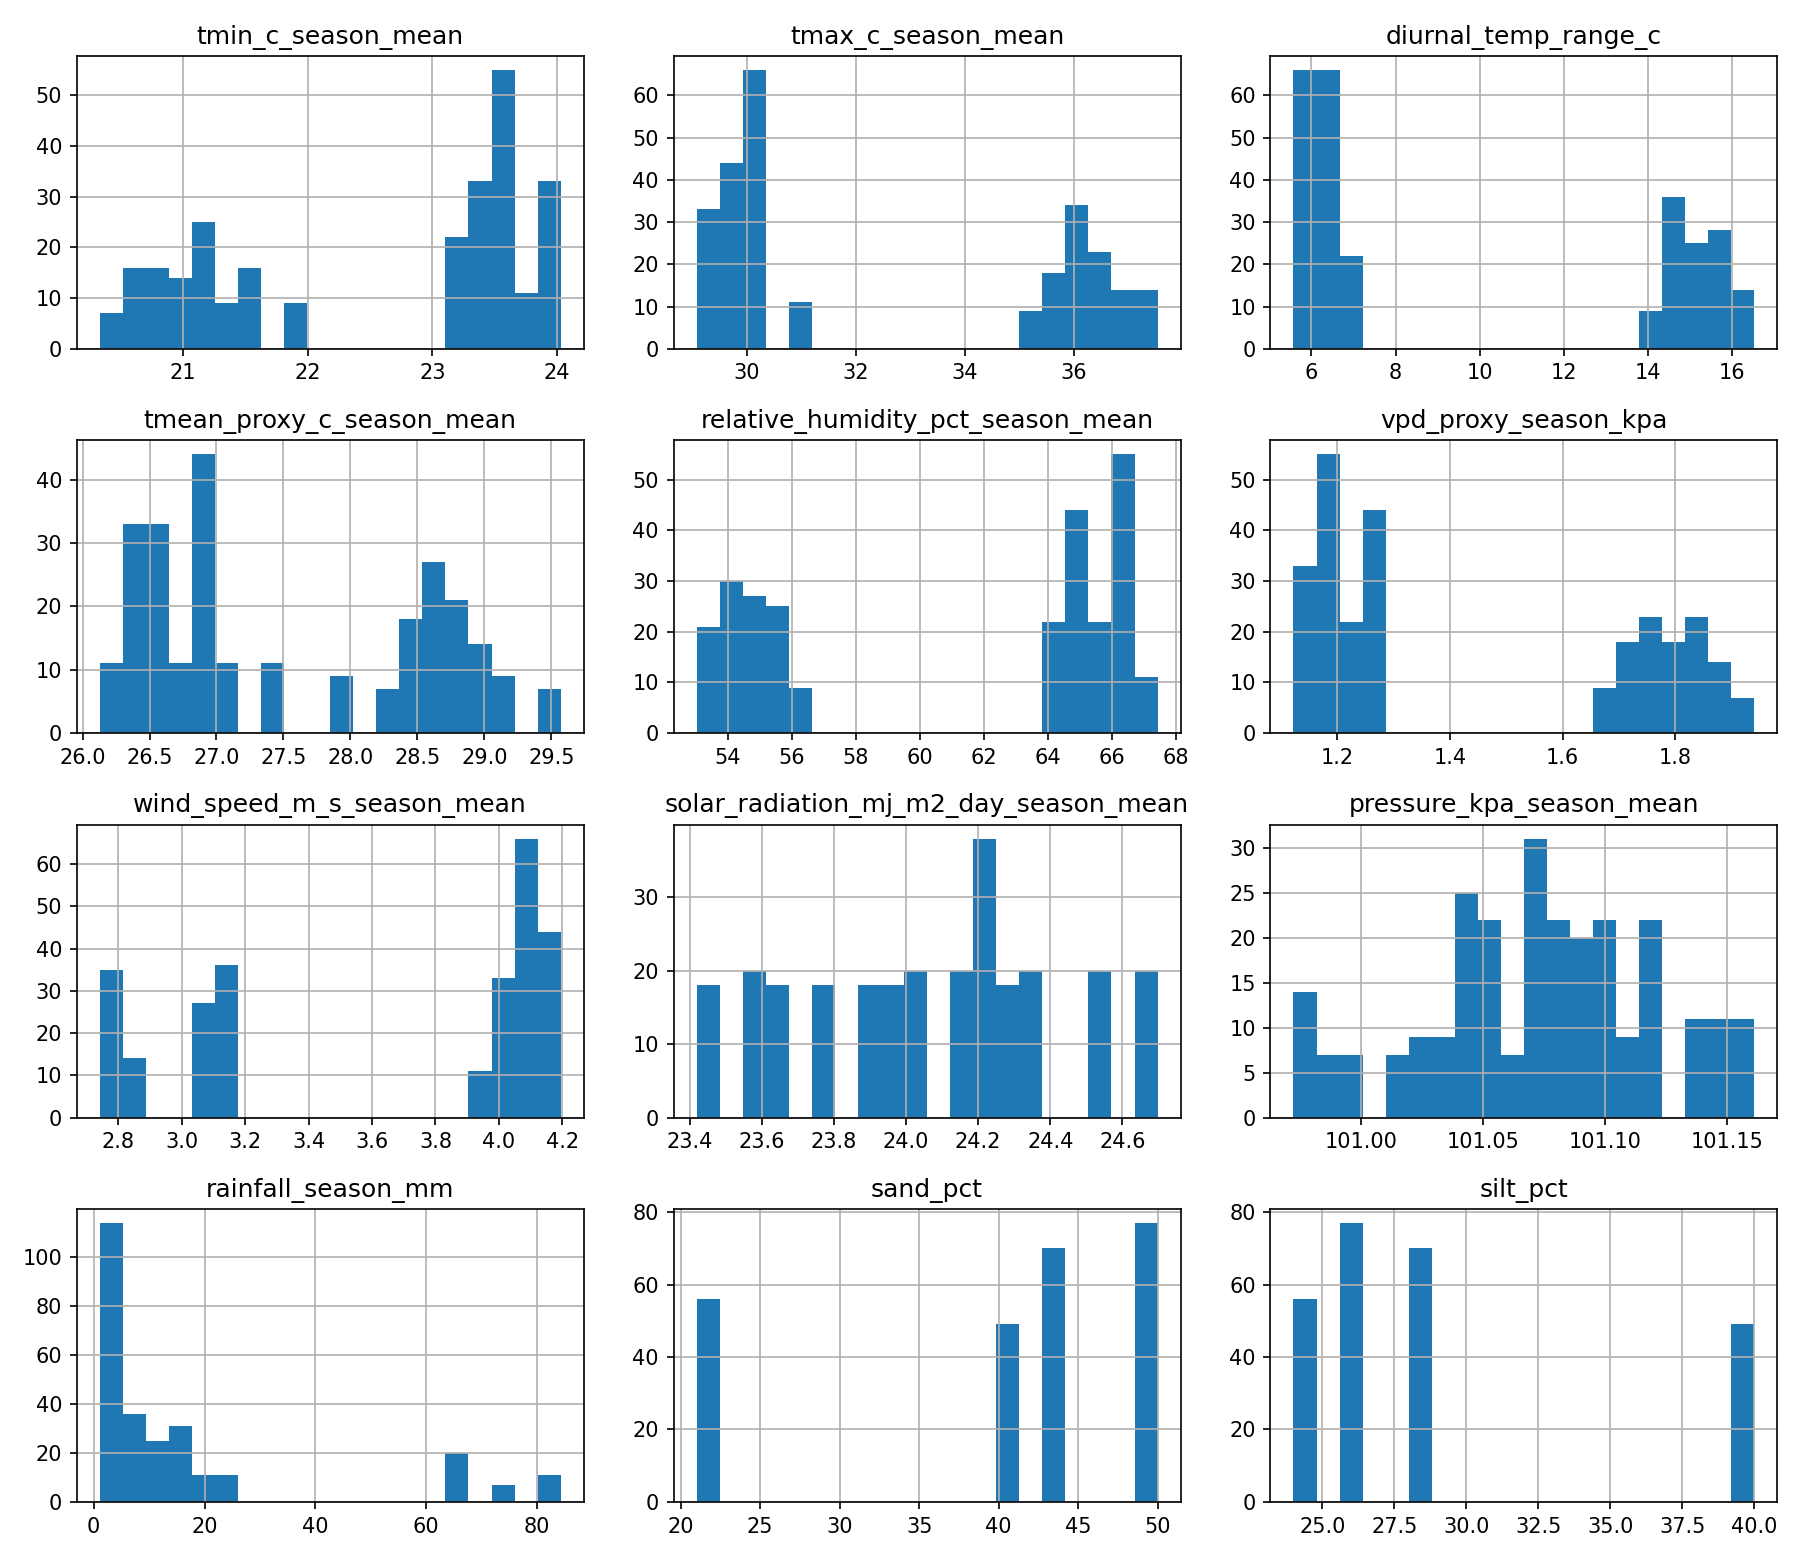 tmin_c_season_mean
50
40
30
20
10
0
21 22 23 24
tmax_c_season_mean
60
50
40
30
20
10
0
30 32 34 36
diurnal_temp_range_c
60
50
40
30
20
10
0
6 8 10 12 14 16
tmean_proxy_c_season_mean
40
30
20
10
0
26.0 26.5 27.0 27.5 28.0 28.5 29.0 29.5
relative_humidity_pct_season_mean
50
40
30
20
10
0
54 56 58 60 62 64 66 68
vpd_proxy_season_kpa
50
40
30
20
10
0
1.2 1.4 1.6 1.8
wind_speed_m_s_season_mean
60
50
40
30
20
10
0
2.8 3.0 3.2 3.4 3.6 3.8 4.0 4.2
solar_radiation_mj_m2_day_season_mean
30
20
10
0
23.4 23.6 23.8 24.0 24.2 24.4 24.6
pressure_kpa_season_mean
30
25
20
15
10
5
0
101.00 101.05 101.10 101.15
rainfall_season_mm
100
80
60
40
20
0
0 20 40 60 80
sand_pct
80
60
40
20
0
20 25 30 35 40 45 50
silt_pct
80
60
40
20
0
25.0 27.5 30.0 32.5 35.0 37.5 40.0